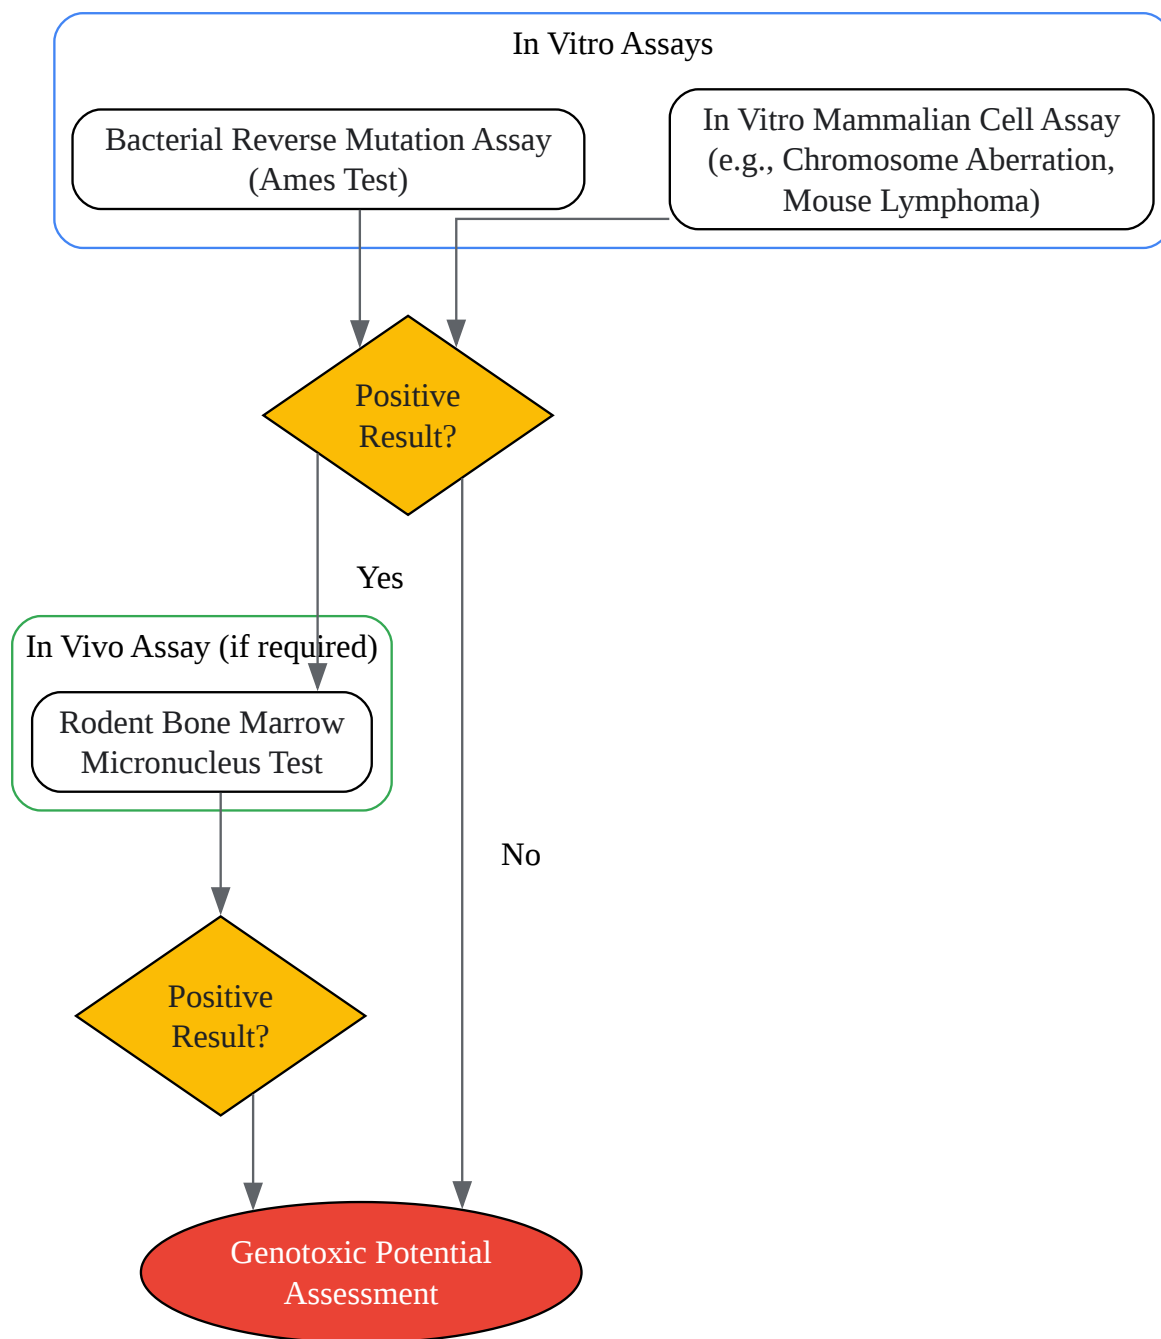 In Vitro Assays
Bacterial Reverse Mutation Assay
(Ames Test)
In Vitro Mammalian Cell Assay
(e.g., Chromosome Aberration,
Mouse Lymphoma)
Positive
Result?
Yes
In Vivo Assay (if required)
Rodent Bone Marrow
Micronucleus Test
No
Positive
Result?
Genotoxic Potential
Assessment